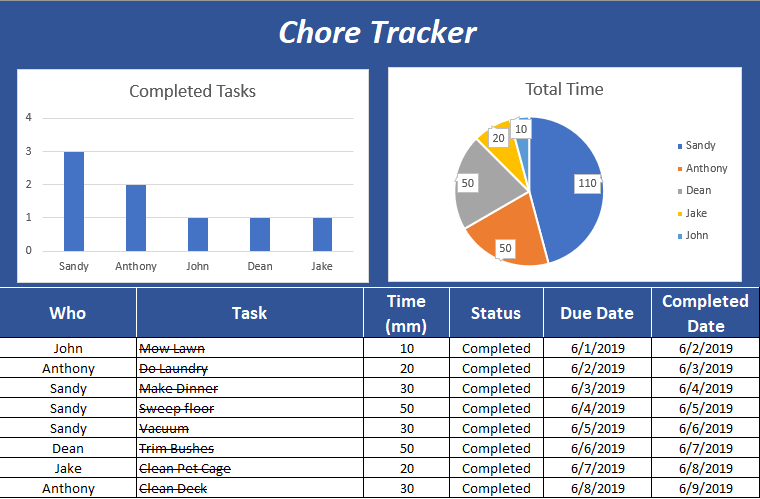 Chore Tracker
Completed Tasks
4
3
2
1
0
Sandy Anthony John Dean Jake
Total Time
10
20
50
110
50
Sandy
Anthony
Dean
Jake
John
Who Task Time (mm) Status Due Date Completed Date
John Mow Lawn 10 Completed 6/1/2019 6/2/2019
Anthony Do Laundry 20 Completed 6/2/2019 6/3/2019
Sandy Make Dinner 30 Completed 6/3/2019 6/4/2019
Sandy Sweep floor 50 Completed 6/4/2019 6/5/2019
Sandy Vacuum 30 Completed 6/5/2019 6/6/2019
Dean Trim Bushes 50 Completed 6/6/2019 6/7/2019
Jake Clean Pet Cage 20 Completed 6/7/2019 6/8/2019
Anthony Clean Deck 30 Completed 6/8/2019 6/9/2019